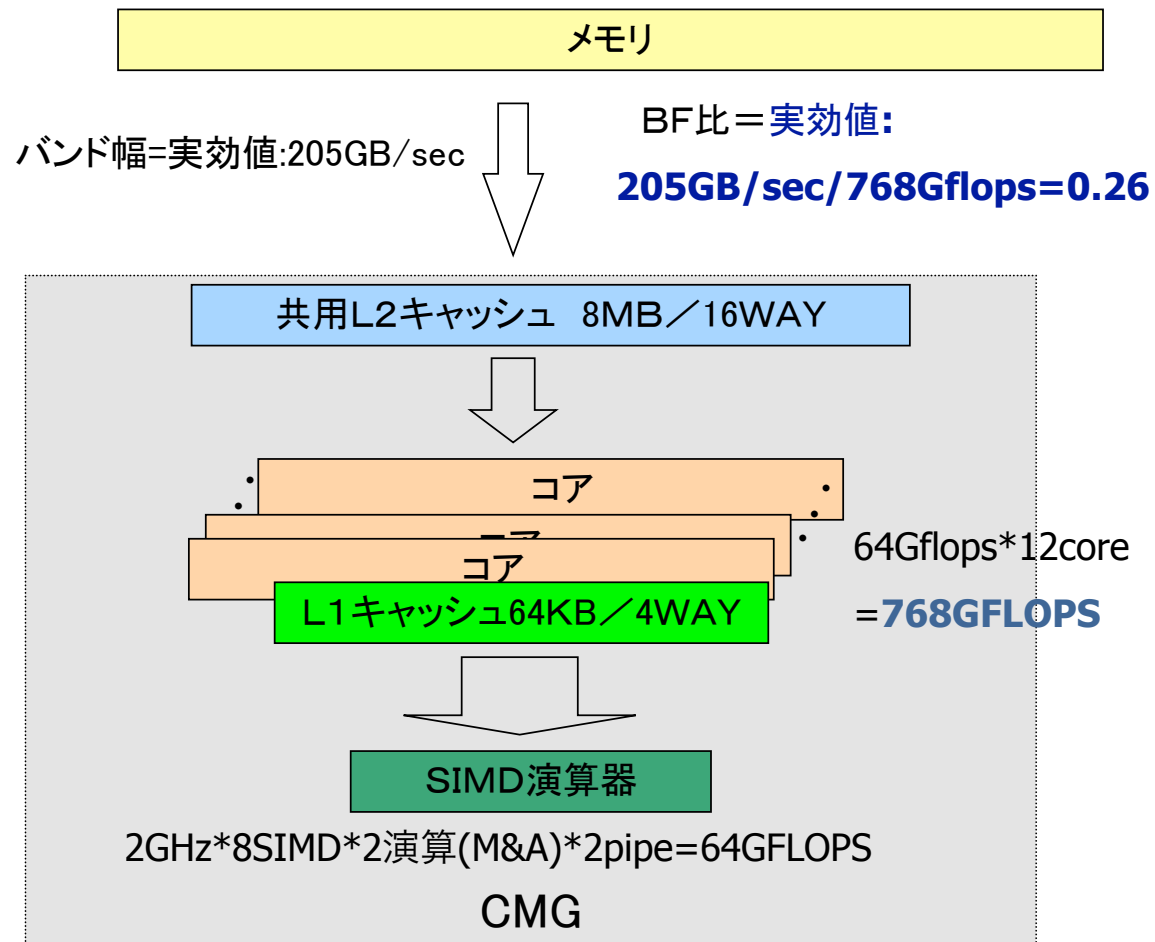 メモリ
バンド幅=実効値:205GB/sec
BF比＝実効値:
205GB/sec/768Gflops=0.26
共用L2キャッシュ 8MB／16WAY
コア
コア
コア
L1キャッシュ64KB／4WAY
64Gflops*12core
=768GFLOPS
SIMD演算器
2GHz*8SIMD*2演算(M&A)*2pipe=64GFLOPS
CMG